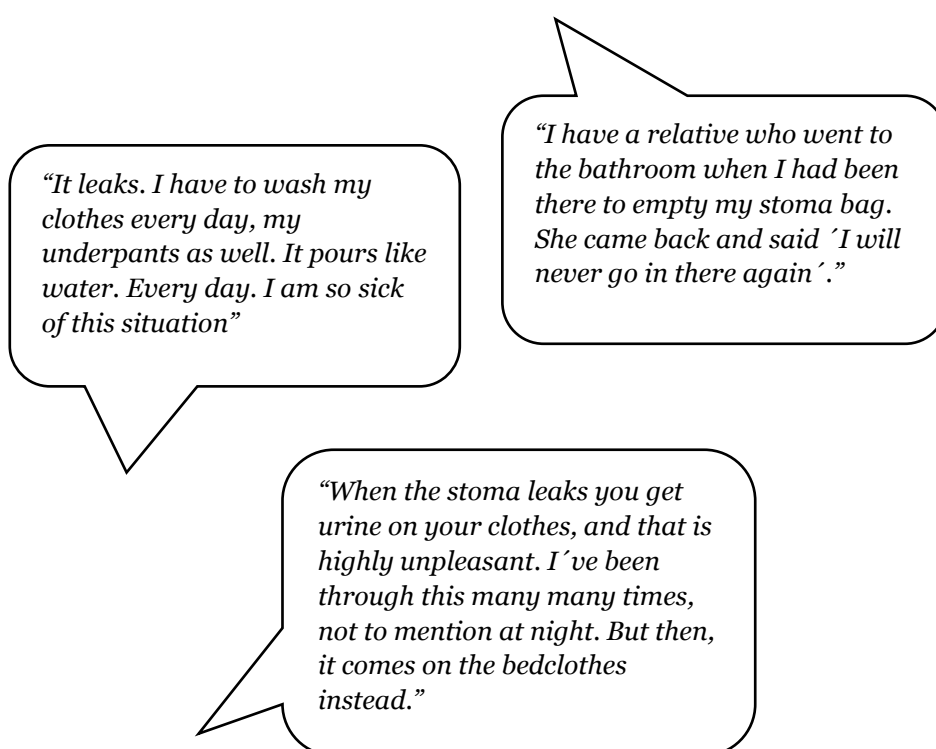 “It leaks. I have to wash my
clothes every day, my
underpants as well. It pours like
water. Every day. I am so sick
of this situation”
“I have a relative who went to
the bathroom when I had been
there to empty my stoma bag.
She came back and said ´I will
never go in there again´.”
“When the stoma leaks you get
urine on your clothes, and that is
highly unpleasant. I´ve been
through this many many times,
not to mention at night. But then,
it comes on the bedclothes
instead.”